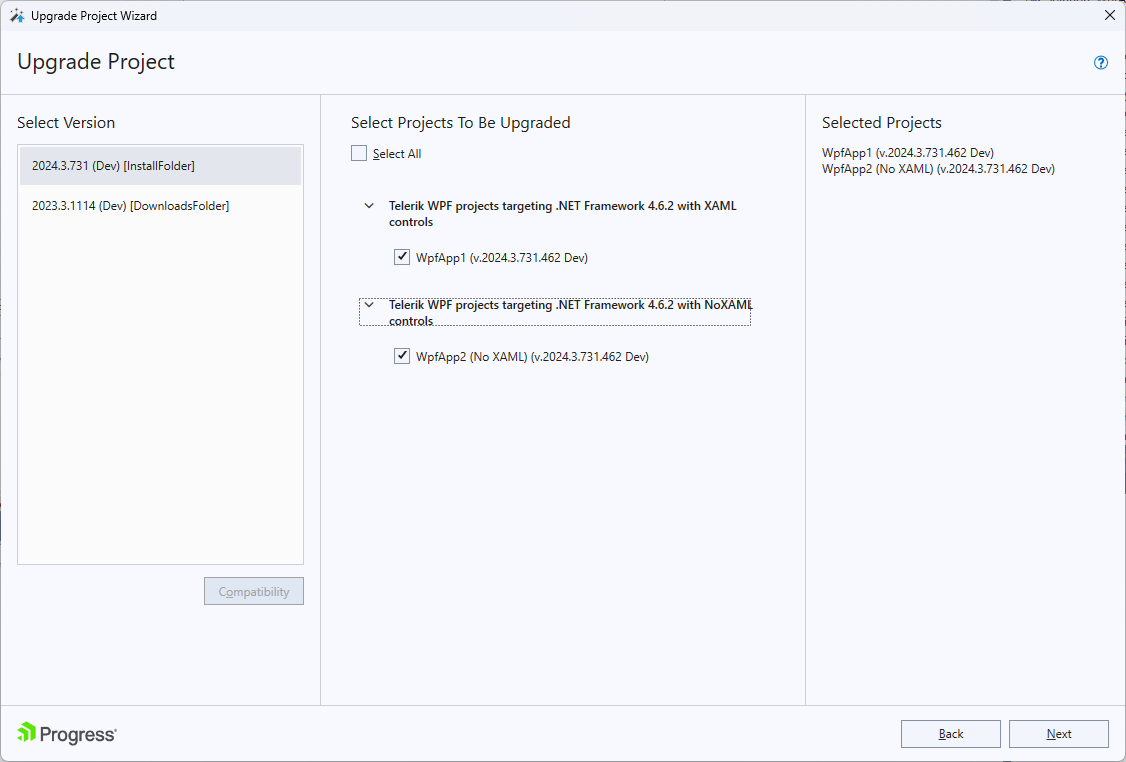 Upgrade Project Wizard
Upgrade Project
?
Select Version
2024.3.731 (Dev) [InstallFolder]
2023.3.1114 (Dev) [DownloadsFolder]
Compatibility
Select Projects To Be Upgraded
Select All
Telerik WPF projects targeting .NET Framework 4.6.2 with XAML
controls
WpfApp1 (v.2024.3.731.462 Dev)
Telerik WPF projects targeting .NET Framework 4.6.2 with NoXAML
controls
WpfApp2 (No XAML) (v.2024.3.731.462 Dev)
Selected Projects
WpfApp1 (v.2024.3.731.462 Dev)
WpfApp2 (No XAML) (v.2024.3.731.462 Dev)
Progress
Back
Next